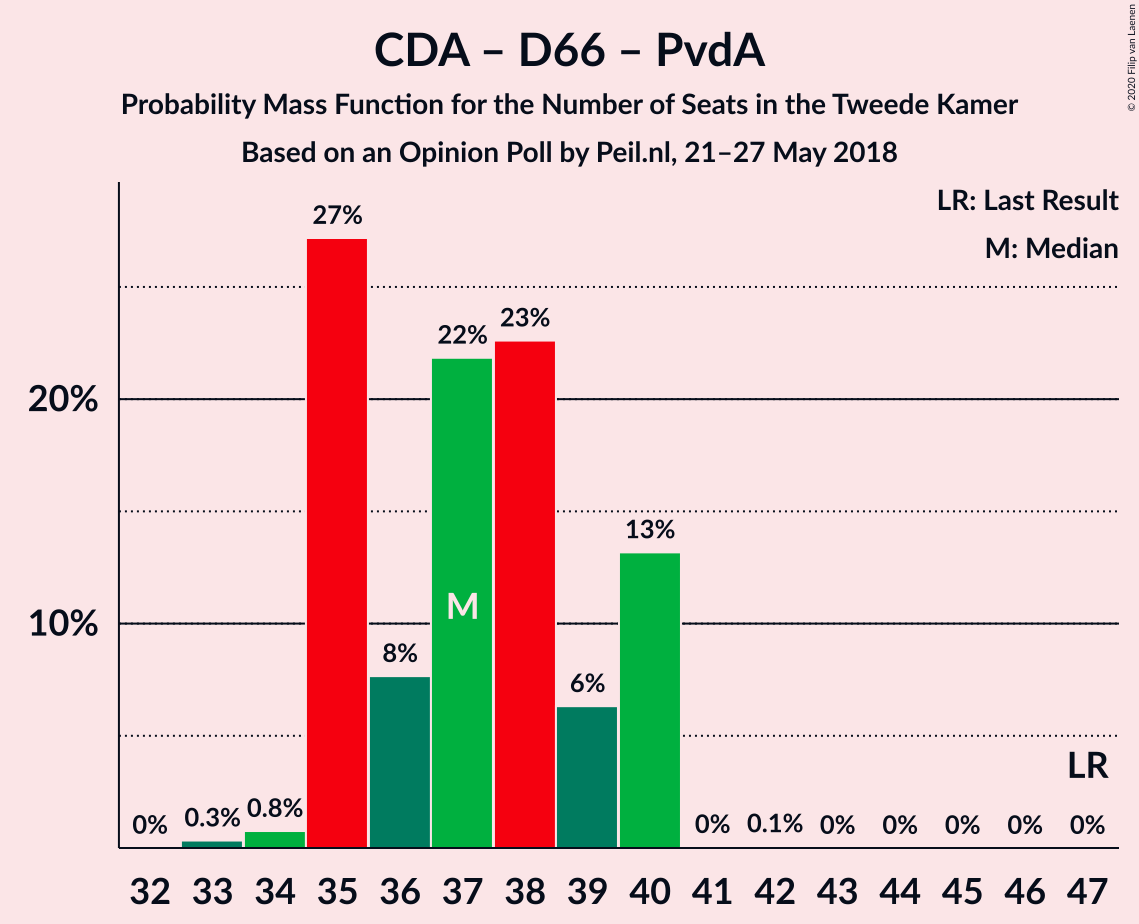 CDA – D66 – PvdA
Probability Mass Function for the Number of Seats in the Tweede Kamer
Based on an Opinion Poll by Peil.nl, 21–27 May 2018
© 2020 Filip van Laenen
LR: Last Result
M: Median
27%
23%
22%
20%
13%
M
10%
8%
6%
LR
0% 0.3% 0.8% 0% 0.1% 0% 0% 0% 0% 0%
32 33 34 35 36 37 38 39 40 41 42 43 44 45 46 47